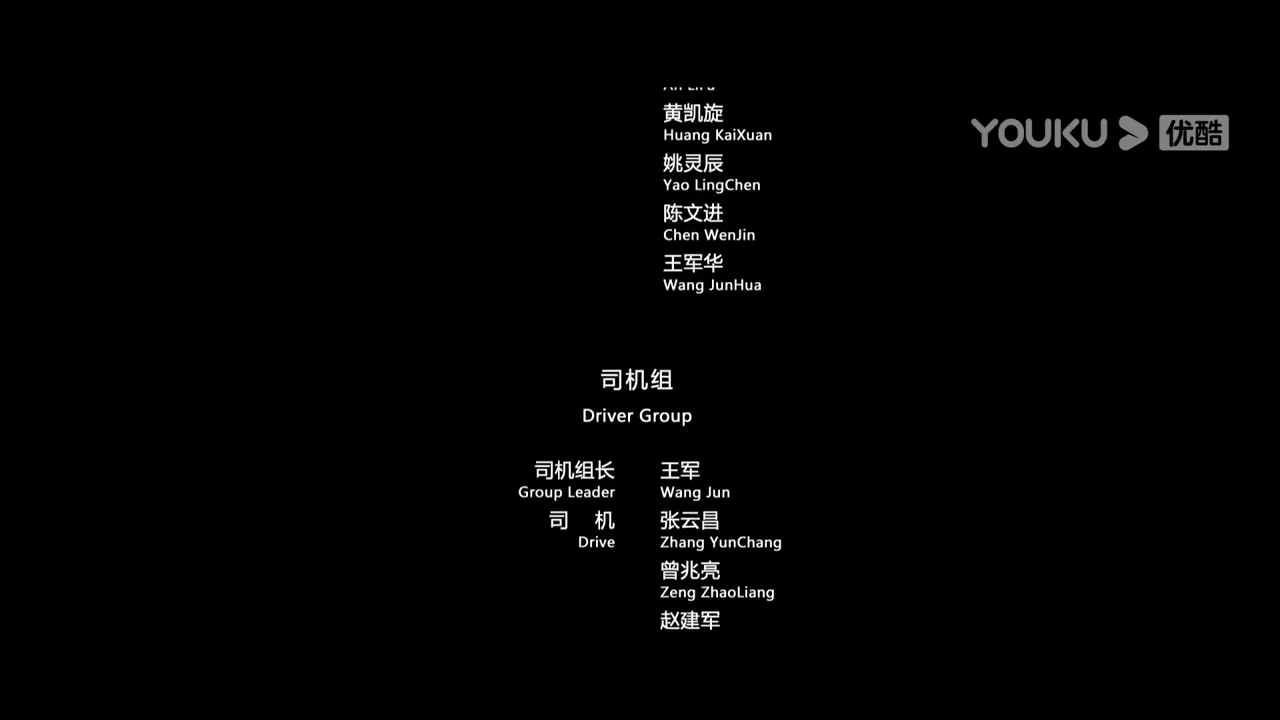 黄凯旋
Huang KaiXuan
YOUKU 优酷
姚灵辰
Yao LingChen
陈文进
Chen WenJin
王军华
Wang JunHua
司机组
Driver Group
司机组长 王军
Group Leader Wang Jun
司 机 张云昌
Drive Zhang YunChang
曾兆亮
Zeng ZhaoLiang
赵建军